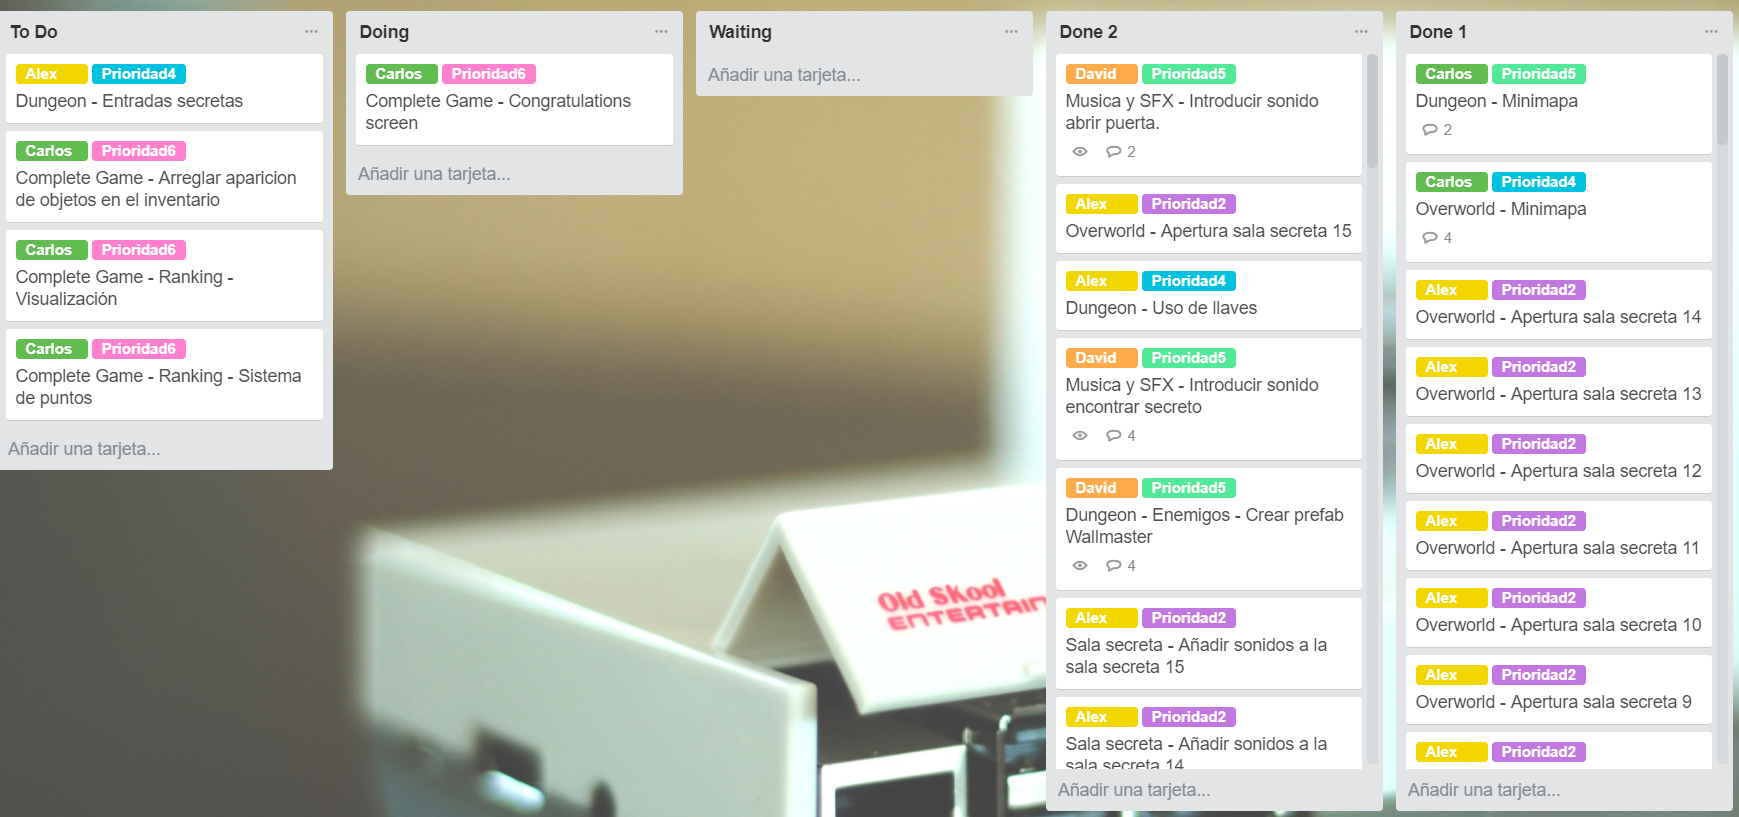 To Do
Alex Prioridad4
Dungeon - Entradas secretas
Carlos Prioridad6
Complete Game - Arreglar aparicion
de objetos en el inventario
Carlos Prioridad6
Complete Game - Ranking -
Visualización
Carlos Prioridad6
Complete Game - Ranking - Sistema
de puntos
Añadir una tarjeta...
Doing
Carlos Prioridad6
Complete Game - Congratulations
screen
Añadir una tarjeta...
Waiting
Añadir una tarjeta...
Old Skool
ENTERTAIN
Done 2
David Prioridad5
Musica y SFX - Introducir sonido
abrir puerta.
2
Alex Prioridad2
Overworld - Apertura sala secreta 15
Alex Prioridad4
Dungeon - Uso de llaves
David Prioridad5
Musica y SFX - Introducir sonido
encontrar secreto
4
David Prioridad5
Dungeon - Enemigos - Crear prefab
Wallmaster
4
Alex Prioridad2
Sala secreta - Añadir sonidos a la
sala secreta 15
Alex Prioridad2
Sala secreta - Añadir sonidos a la
sala secreta 14
Añadir una tarjeta...
Done 1
Carlos Prioridad5
Dungeon - Minimapa
2
Carlos Prioridad4
Overworld - Minimapa
4
Alex Prioridad2
Overworld - Apertura sala secreta 14
Alex Prioridad2
Overworld - Apertura sala secreta 13
Alex Prioridad2
Overworld - Apertura sala secreta 12
Alex Prioridad2
Overworld - Apertura sala secreta 11
Alex Prioridad2
Overworld - Apertura sala secreta 10
Alex Prioridad2
Overworld - Apertura sala secreta 9
Alex Prioridad2
Añadir una tarjeta...